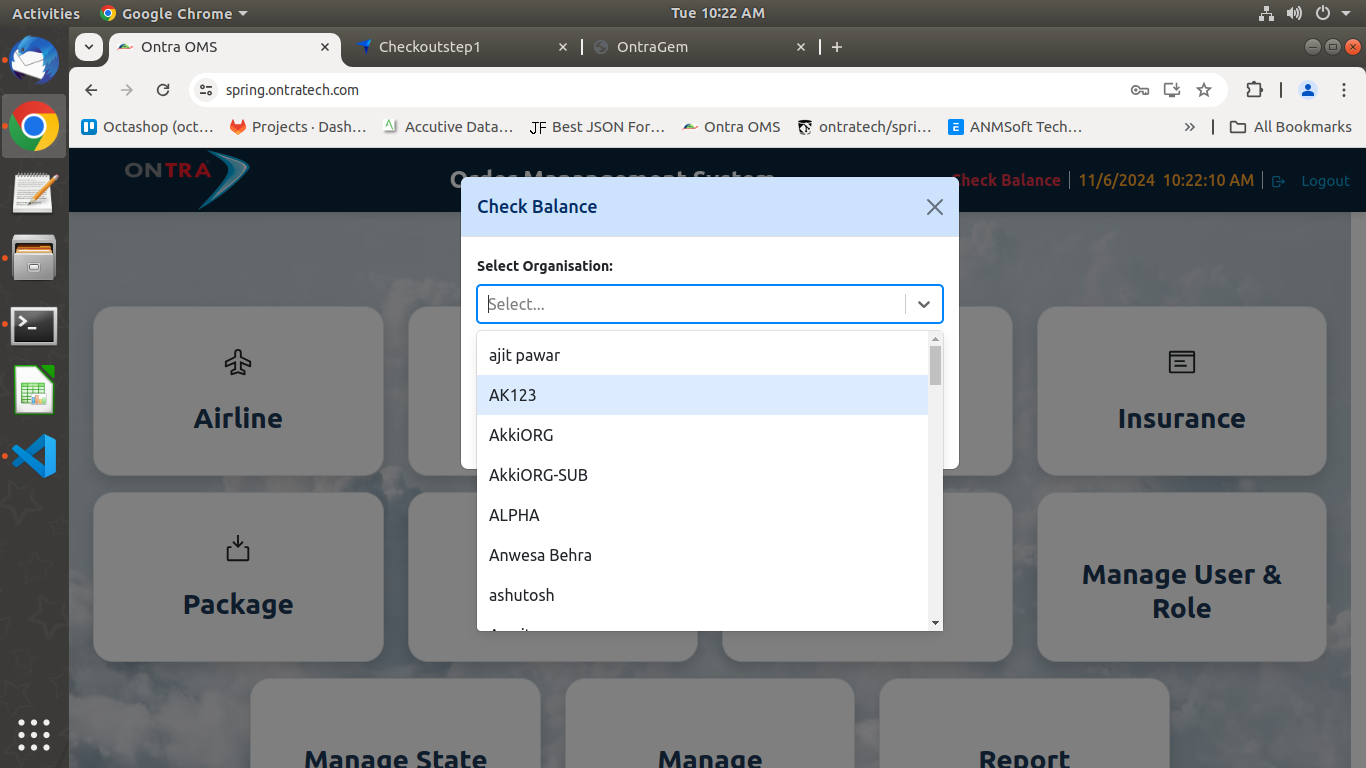 Activities
Google Chrome
Tue 10:22 AM
Ontra OMS
Checkoutstep1
OntraGem
spring.ontratech.com
Octashop (oct…
Projects · Dash…
Accutive Data…
JF Best JSON For…
Ontra OMS
ontratech/spri…
ANMSoft Tech…
All Bookmarks
ONTRA
Order Management System
Check Balance
11/6/2024 10:22:10 AM
Logout
Check Balance
Select Organisation:
Select...
ajit pawar
AK123
AkkiORG
AkkiORG-SUB
ALPHA
Anwesa Behra
ashutosh
Airline
Insurance
Package
Manage User &
Role
Manage State
Manage
Report